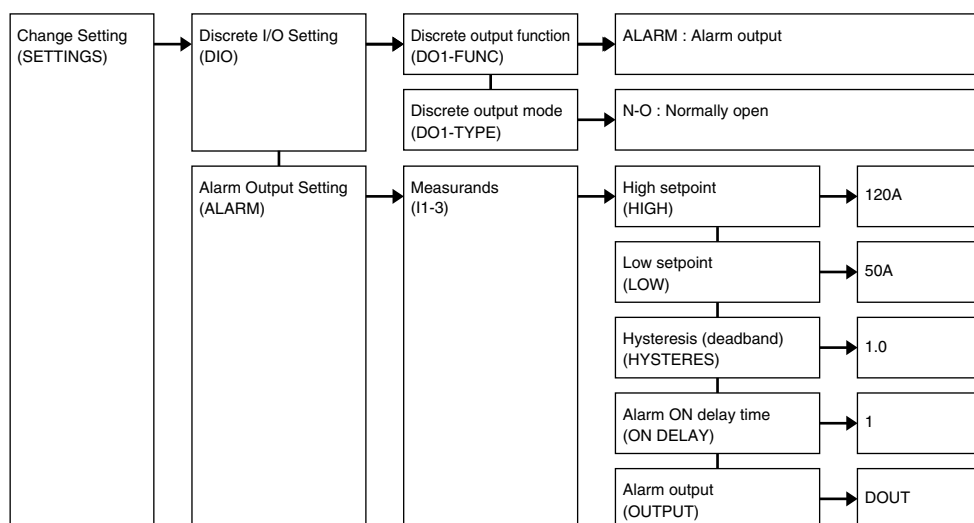 Change Setting
(SETTINGS)
Discrete I/O Setting
(DIO)
Discrete output function
(DO1-FUNC)
ALARM : Alarm output
Discrete output mode
(DO1-TYPE)
N-O : Normally open
Alarm Output Setting
(ALARM)
Measurands
(I1-3)
High setpoint
(HIGH)
120A
Low setpoint
(LOW)
50A
Hysteresis (deadband)
(HYSTERES)
1.0
Alarm ON delay time
(ON DELAY)
1
Alarm output
(OUTPUT)
DOUT